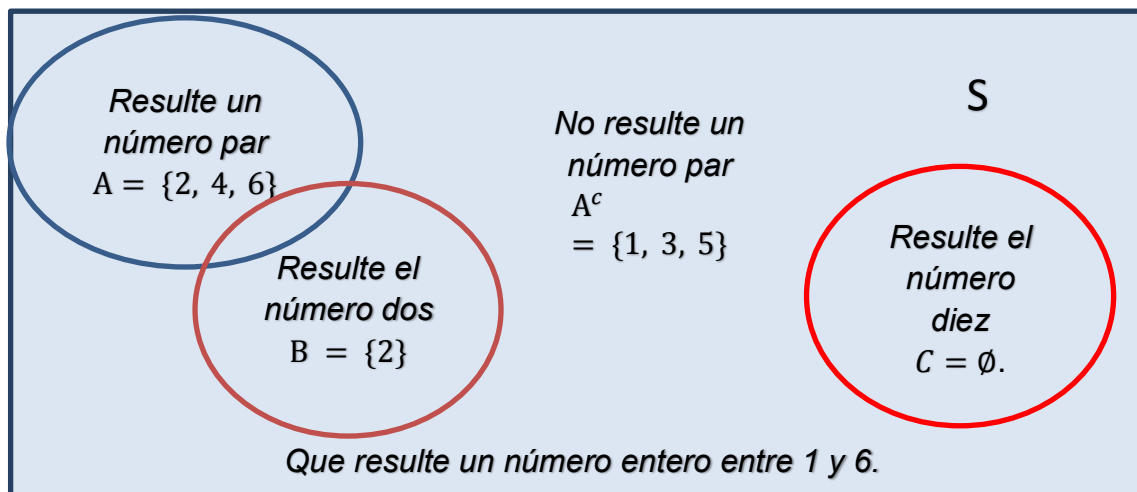 Resulte un
número par
A = {2, 4, 6}
Resulte el
número dos
B = {2}
No resulte un
número par
Aᶜ
= {1, 3, 5}
S
Resulte el
número
diez
C = ∅.
Que resulte un número entero entre 1 y 6.